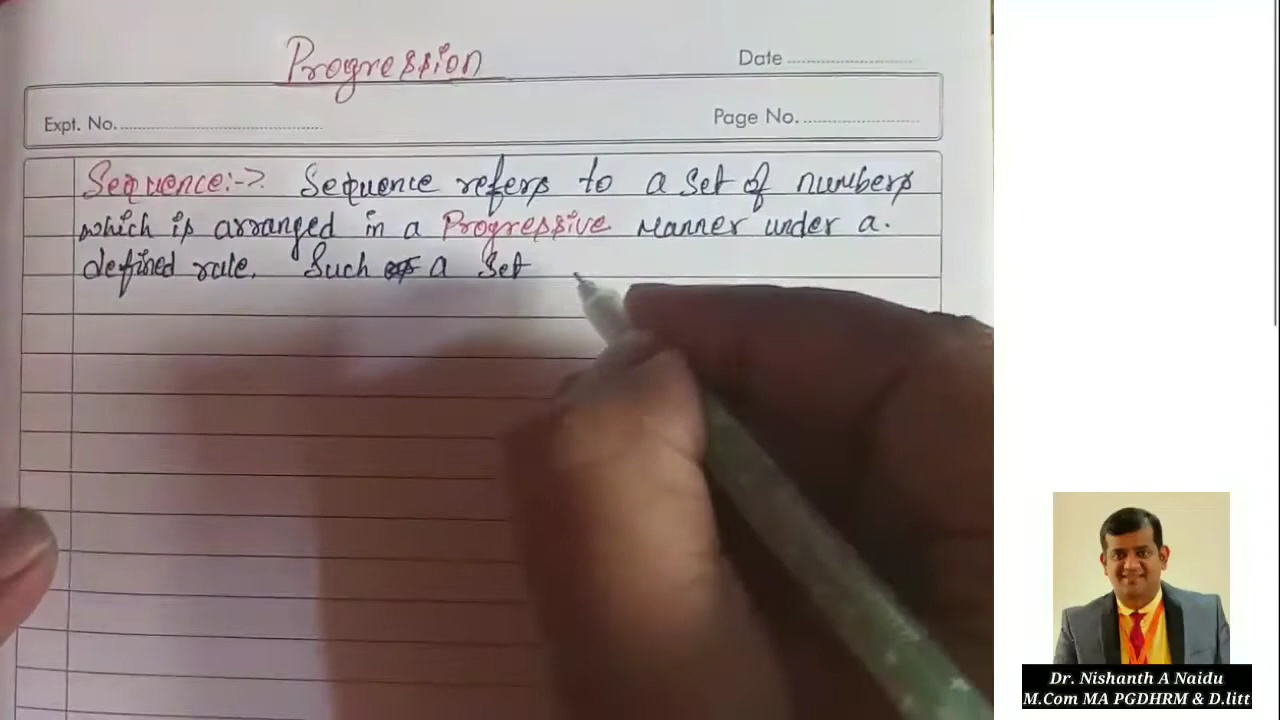 Progression
Date
Expt. No.
Page No.
Sequence:-> Sequence refers to a set of numbers
which is arranged in a Progressive manner under a.
defined rule. Such a set
Dr. Nishanth A Naidu
M.Com MA PGDHRM & D.litt